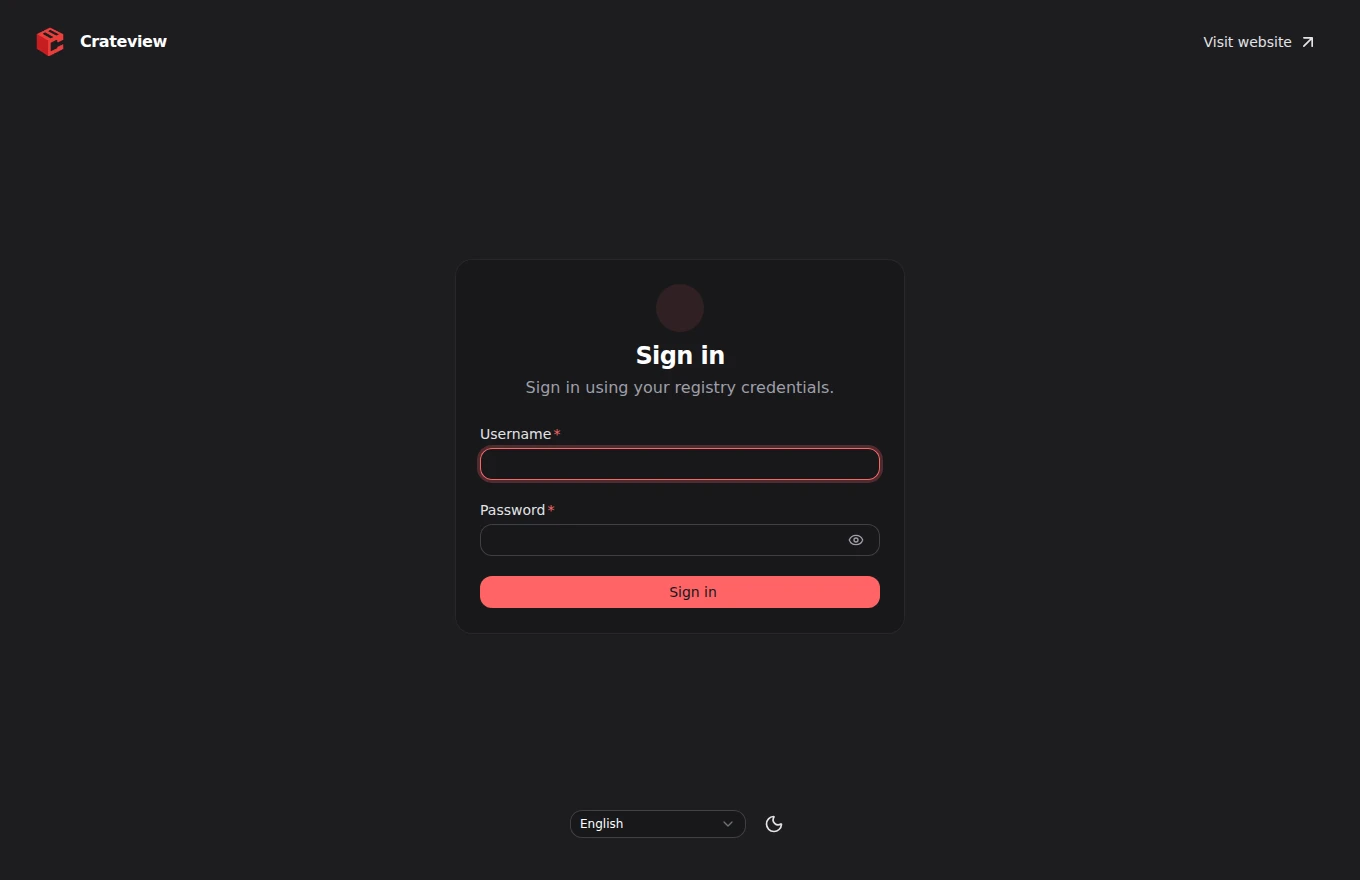 Crateview
Visit website
Sign in
Sign in using your registry credentials.
Username*
Password*
Sign in
English